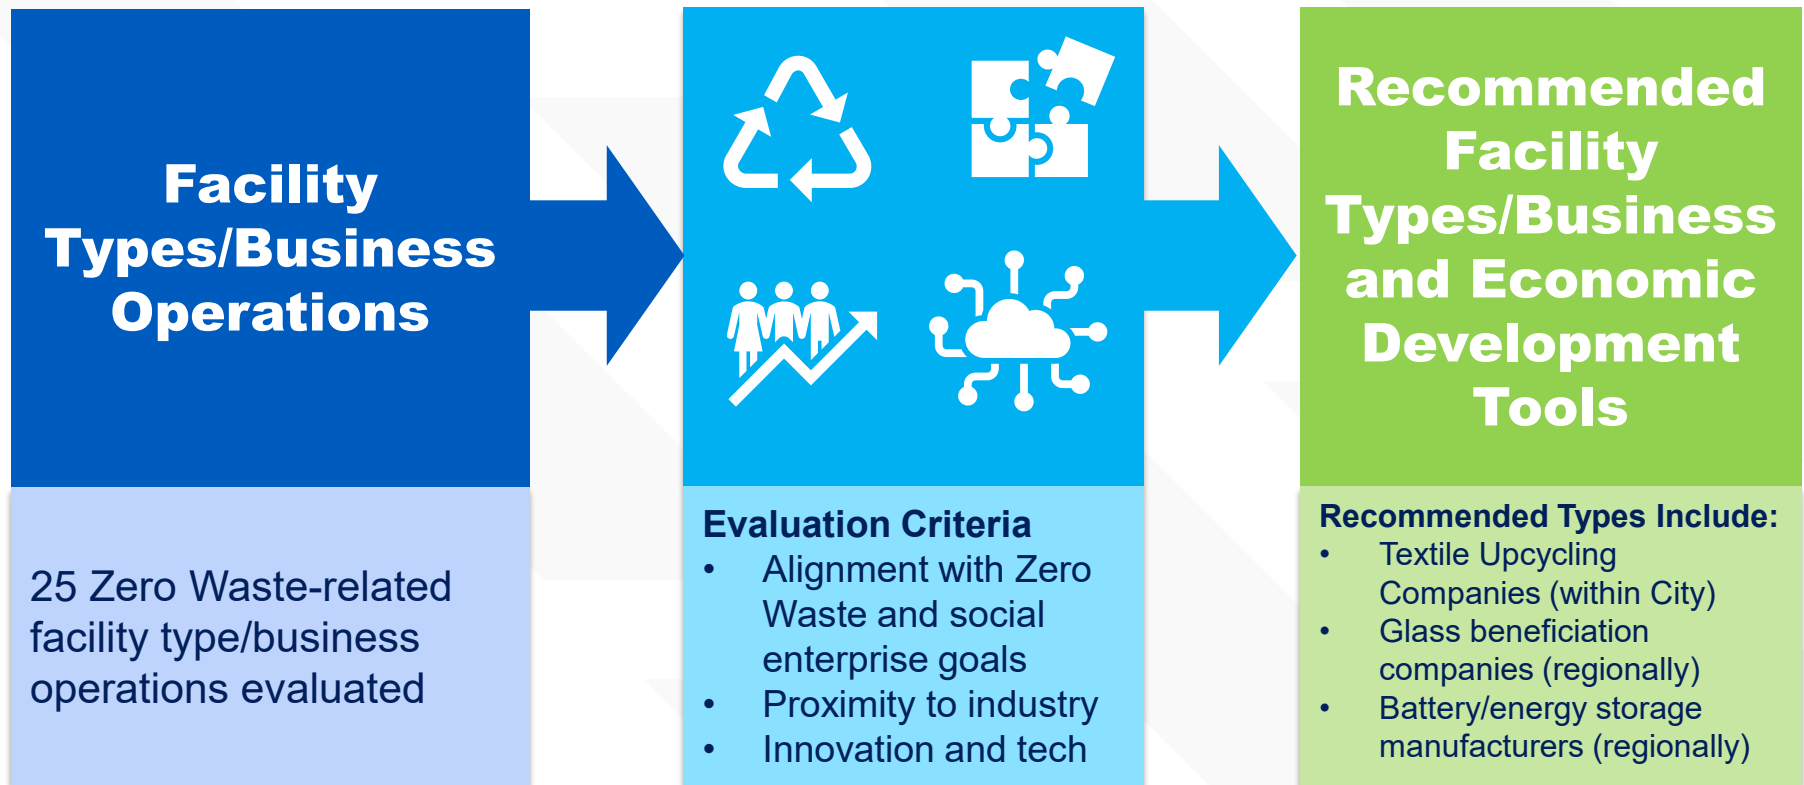 Facility
Types/Business
Operations
25 Zero Waste-related
facility type/business
operations evaluated
Evaluation Criteria
• Alignment with Zero
Waste and social
enterprise goals
• Proximity to industry
• Innovation and tech
Recommended
Facility
Types/Business
and Economic
Development
Tools
Recommended Types Include:
• Textile Upcycling
Companies (within City)
• Glass beneficiation
companies (regionally)
• Battery/energy storage
manufacturers (regionally)